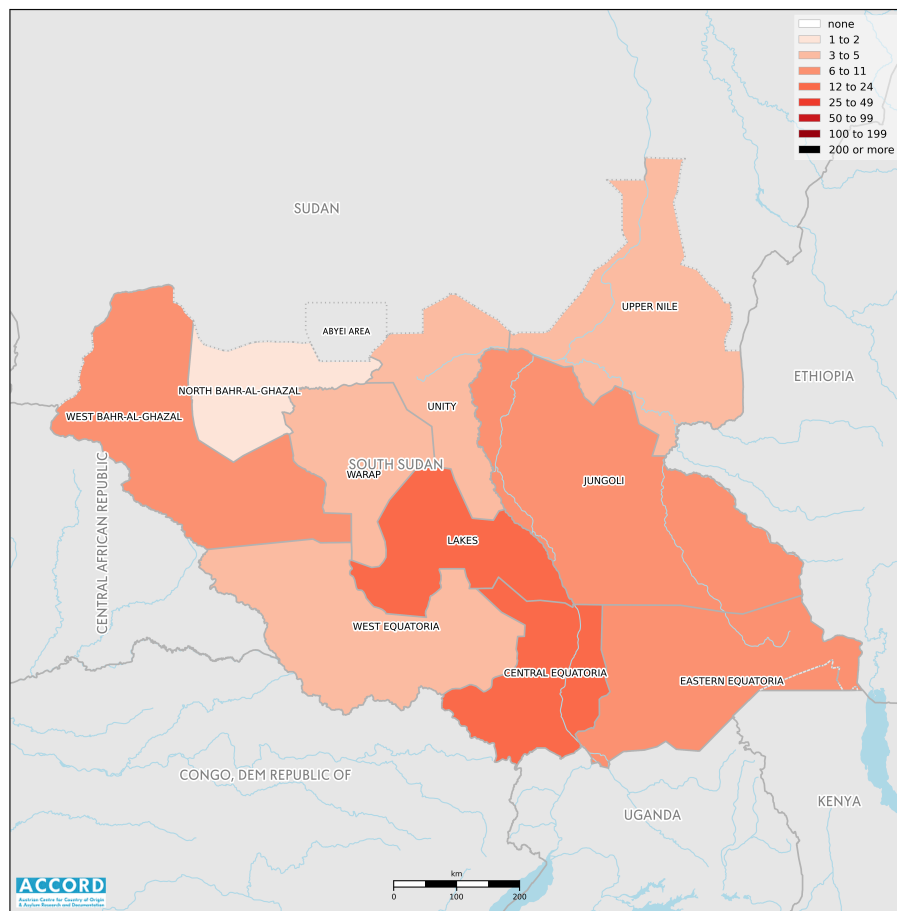 none
1 to 2
3 to 5
6 to 11
12 to 24
25 to 49
50 to 99
100 to 199
200 or more
SUDAN
UPPER NILE
ABYEI AREA
ETHIOPIA
NORTH BAHR-AL-GHAZAL
UNITY
WEST BAHR-AL-GHAZAL
SOUTH SUDAN
WARAP
JUNGOLI
CENTRAL AFRICAN REPUBLIC
LAKES
WEST EQUATORIA
CENTRAL EQUATORIA
EASTERN EQUATORIA
CONGO, DEM REPUBLIC OF
KENYA
UGANDA
km
0 100 200
ACCORD
Austrian Centre for Country of Origin
& Asylum Research and Documentation